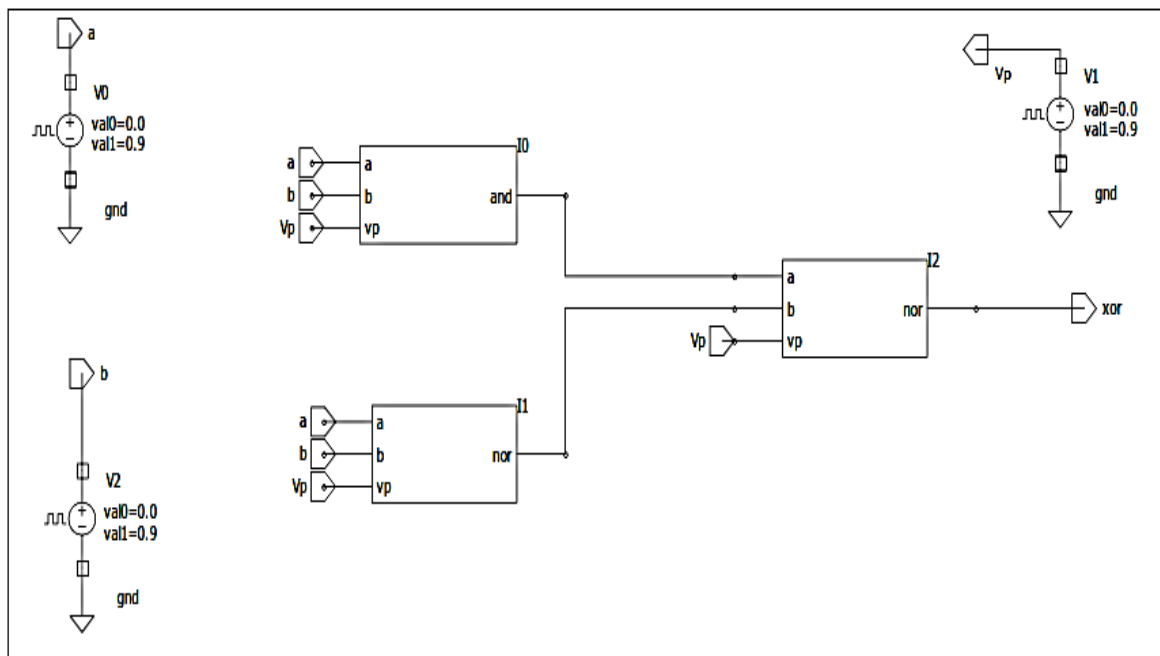 a
V0
val0=0.0
val1=0.9
gnd
Vp
V1
val0=0.0
val1=0.9
gnd
I0
a
a
b
b
and
Vp
vp
I2
a
b
nor
xor
Vp
vp
b
I1
a
a
b
b
nor
Vp
vp
V2
val0=0.0
val1=0.9
gnd